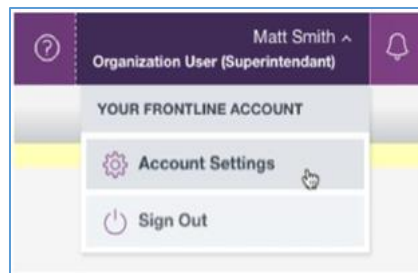 Matt Smith
Organization User (Superintendant)
YOUR FRONTLINE ACCOUNT
Account Settings
Sign Out